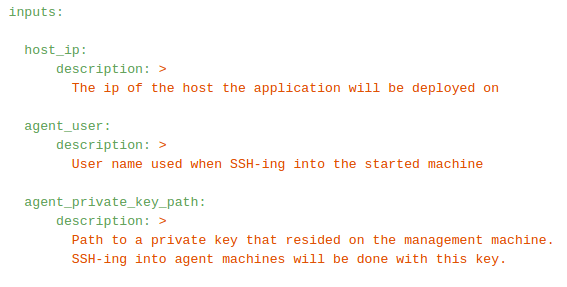 inputs:
host_ip:
description: >
The ip of the host the application will be deployed on
agent_user:
description: >
User name used when SSH-ing into the started machine
agent_private_key_path:
description: >
Path to a private key that resided on the management machine.
SSH-ing into agent machines will be done with this key.